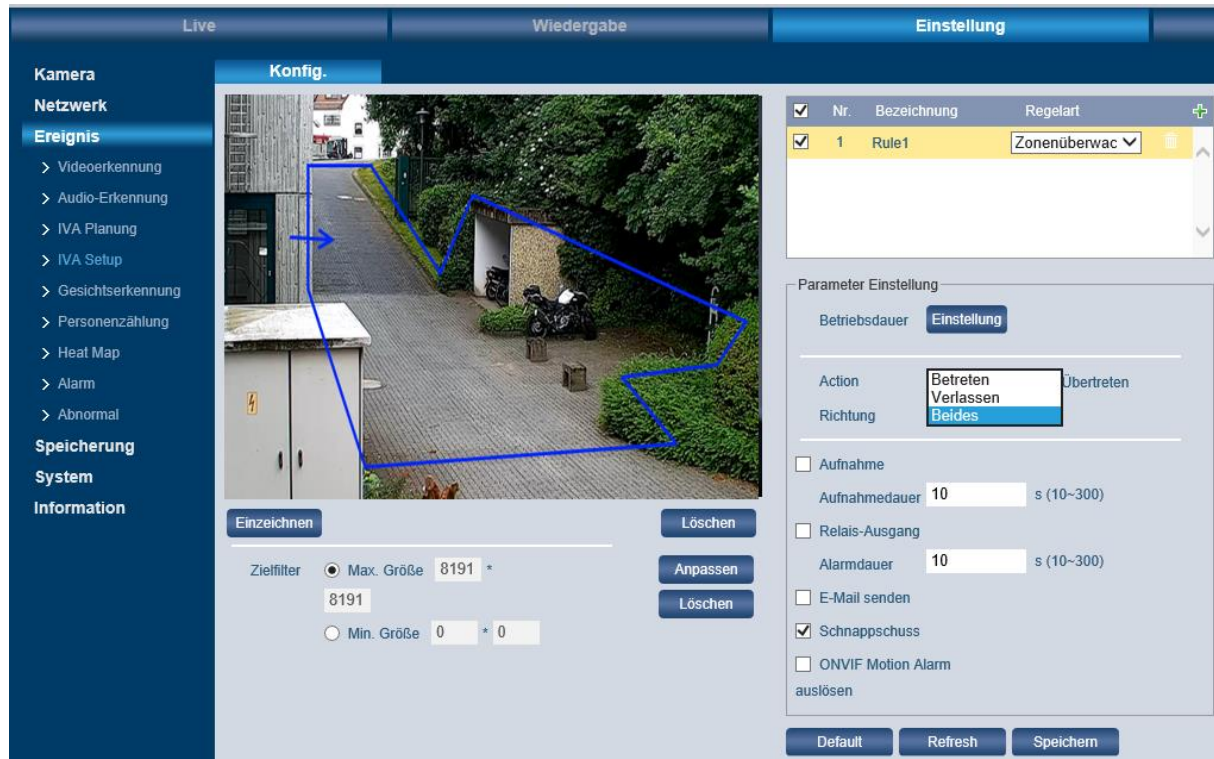 Live
Wiedergabe
Einstellung
Kamera
Netzwerk
Ereignis
Videoerkennung
Audio-Erkennung
IVA Planung
IVA Setup
Gesichtserkennung
Personenzählung
Heat Map
Alarm
Abnormal
Speicherung
System
Information
Konfig.
Einzeichnen
Löschen
Zielfilter Max. Größe 8191 *
8191
Min. Größe 0 * 0
Anpassen
Löschen
Nr. Bezeichnung Regelart
1 Rule1 Zonenüberwac
Parameter Einstellung
Betriebsdauer Einstellung
Action Übertreten
Richtung
Betreten
Verlassen
Beides
Aufnahme
Aufnahmedauer 10 s (10~300)
Relais-Ausgang
Alarmdauer 10 s (10~300)
E-Mail senden
Schnappschuss
ONVIF Motion Alarm
auslösen
Default Refresh Speichern